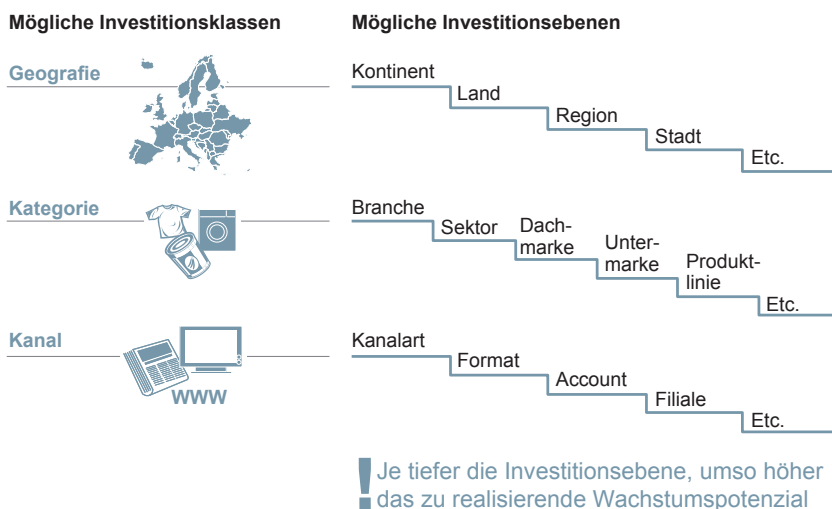 Mögliche Investitionsklassen
Mögliche Investitionsebenen
Geografie
Kontinent
Land
Region
Stadt
Etc.
Kategorie
Branche
Sektor
Dach-
marke
Unter-
marke
Produkt-
linie
Etc.
Kanal
WWW
Kanalart
Format
Account
Filiale
Etc.
! Je tiefer die Investitionsebene, umso höher
das zu realisierende Wachstumspotenzial